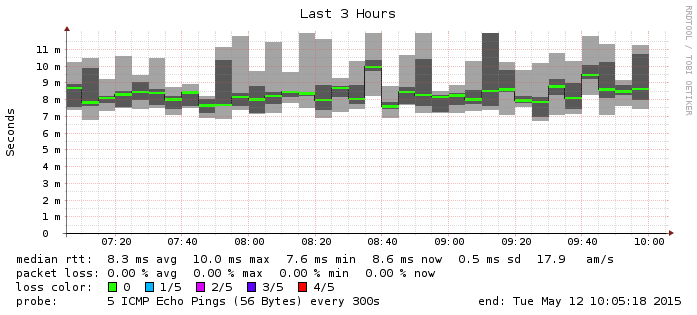 Last 3 Hours
RRDTOOL / TOBI OETIKER
Seconds
11 m
10 m
9 m
8 m
7 m
6 m
5 m
4 m
3 m
2 m
1 m
0
07:20 07:40 08:00 08:20 08:40 09:00 09:20 09:40 10:00
median rtt: 8.3 ms avg 10.0 ms max 7.6 ms min 8.6 ms now 0.5 ms sd 17.9 am/s
packet loss: 0.00 % avg 0.00 % max 0.00 % min 0.00 % now
loss color: 0 1/5 2/5 3/5 4/5
probe: 5 ICMP Echo Pings (56 Bytes) every 300s end: Tue May 12 10:05:18 2015